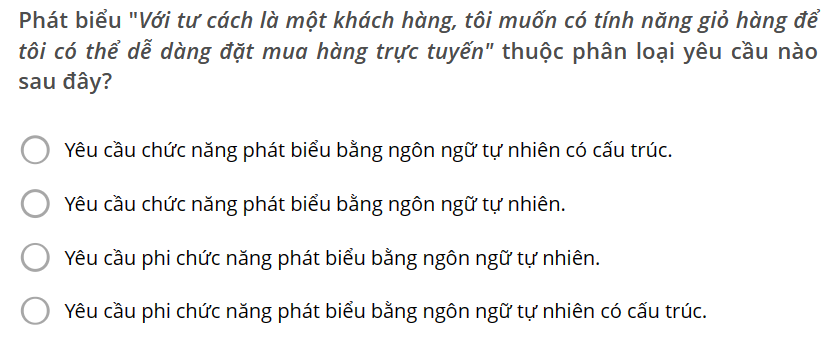 Phát biểu "Với tư cách là một khách hàng, tôi muốn có tính năng giỏ hàng để
tôi có thể dễ dàng đặt mua hàng trực tuyến" thuộc phân loại yêu cầu nào
sau đây?
Yêu cầu chức năng phát biểu bằng ngôn ngữ tự nhiên có cấu trúc.
Yêu cầu chức năng phát biểu bằng ngôn ngữ tự nhiên.
Yêu cầu phi chức năng phát biểu bằng ngôn ngữ tự nhiên.
Yêu cầu phi chức năng phát biểu bằng ngôn ngữ tự nhiên có cấu trúc.